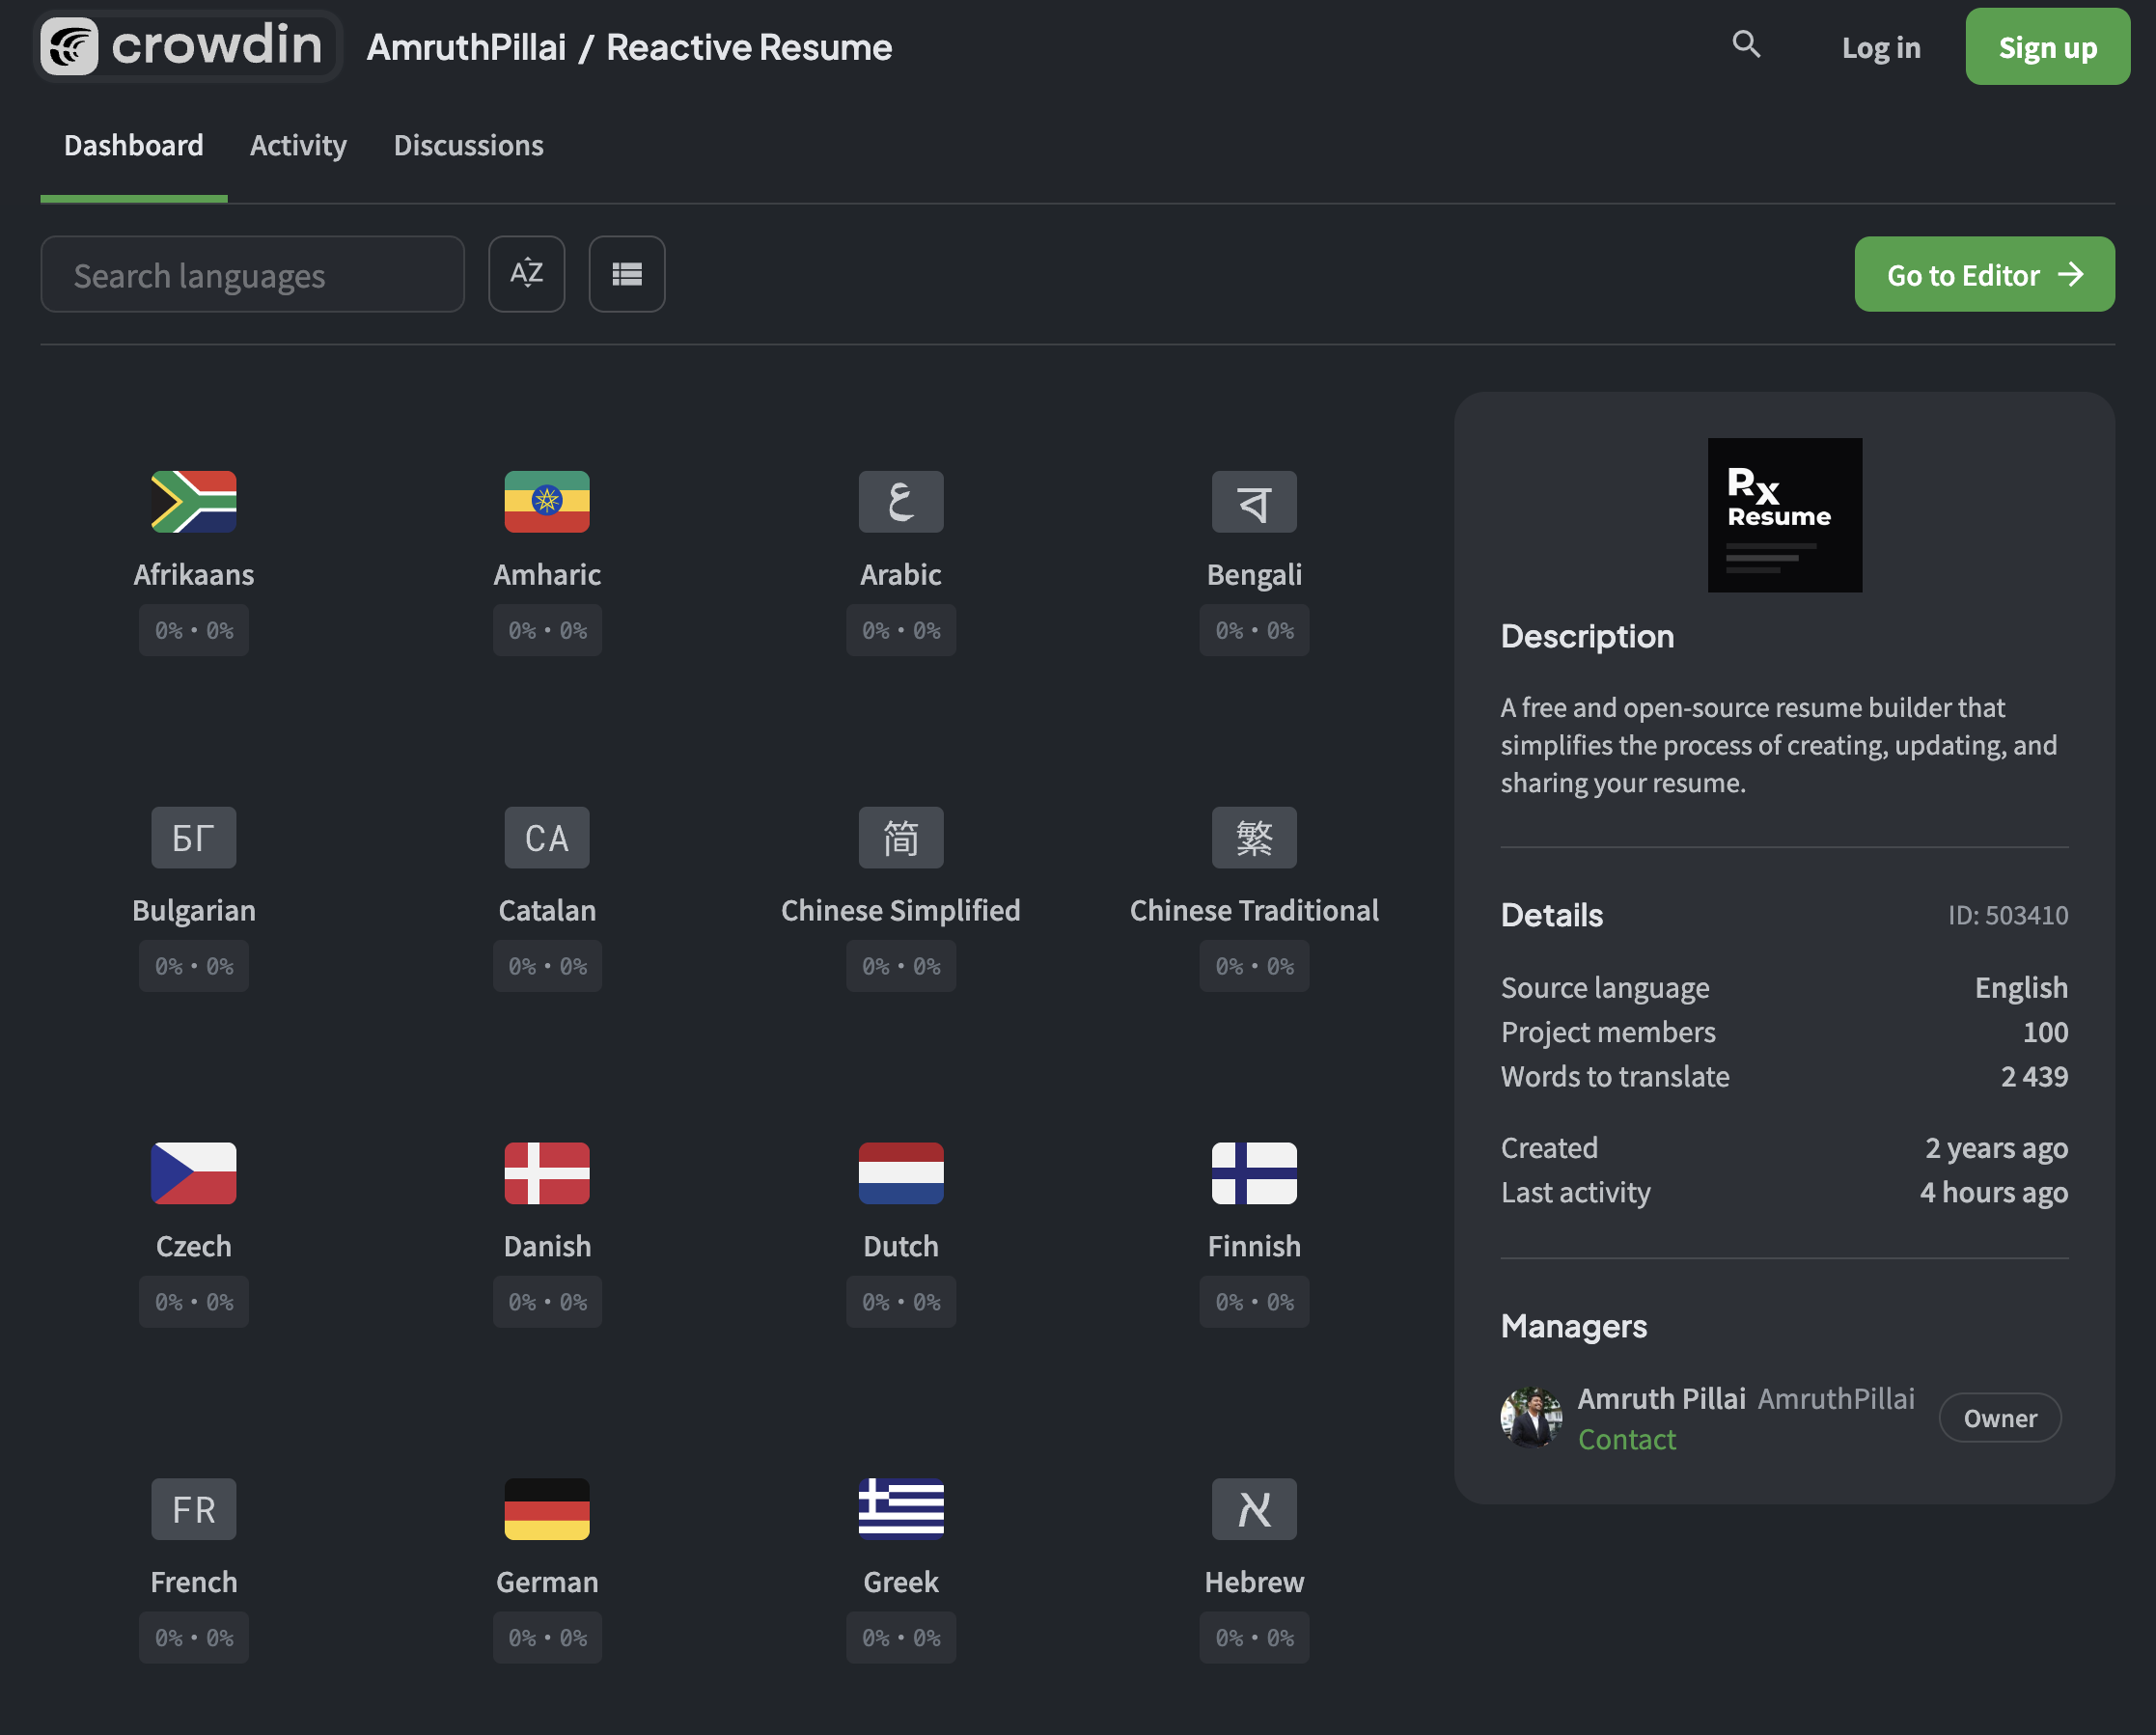 crowdin AmruthPillai / Reactive Resume Log in Sign up
Dashboard Activity Discussions
Search languages AZ Go to Editor →
ع
ব
Afrikaans Amharic Arabic Bengali
0% • 0% 0% • 0% 0% • 0% 0% • 0%
БГ CA 简 繁
Bulgarian Catalan Chinese Simplified Chinese Traditional
0% • 0% 0% • 0% 0% • 0% 0% • 0%
Czech Danish Dutch Finnish
0% • 0% 0% • 0% 0% • 0% 0% • 0%
FR א
French German Greek Hebrew
0% • 0% 0% • 0% 0% • 0% 0% • 0%
Rx
Resume
Description
A free and open-source resume builder that
simplifies the process of creating, updating, and
sharing your resume.
Details ID: 503410
Source language English
Project members 100
Words to translate 2 439
Created 2 years ago
Last activity 4 hours ago
Managers
Amruth Pillai AmruthPillai Owner
Contact